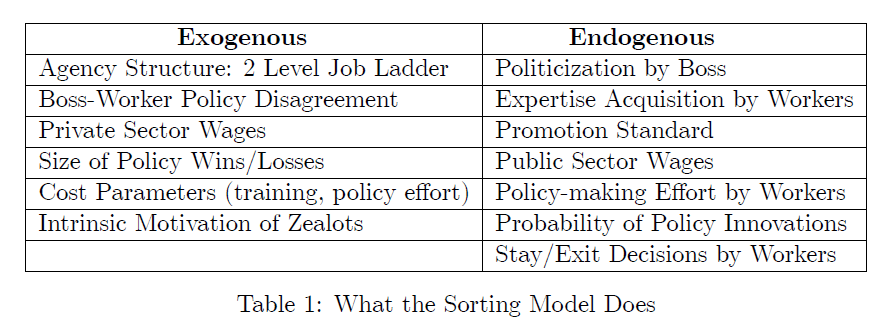 Exogenous Endogenous
Agency Structure: 2 Level Job Ladder Politicization by Boss
Boss-Worker Policy Disagreement Expertise Acquisition by Workers
Private Sector Wages Promotion Standard
Size of Policy Wins/Losses Public Sector Wages
Cost Parameters (training, policy effort) Policy-making Effort by Workers
Intrinsic Motivation of Zealots Probability of Policy Innovations
Stay/Exit Decisions by Workers
Table 1: What the Sorting Model Does